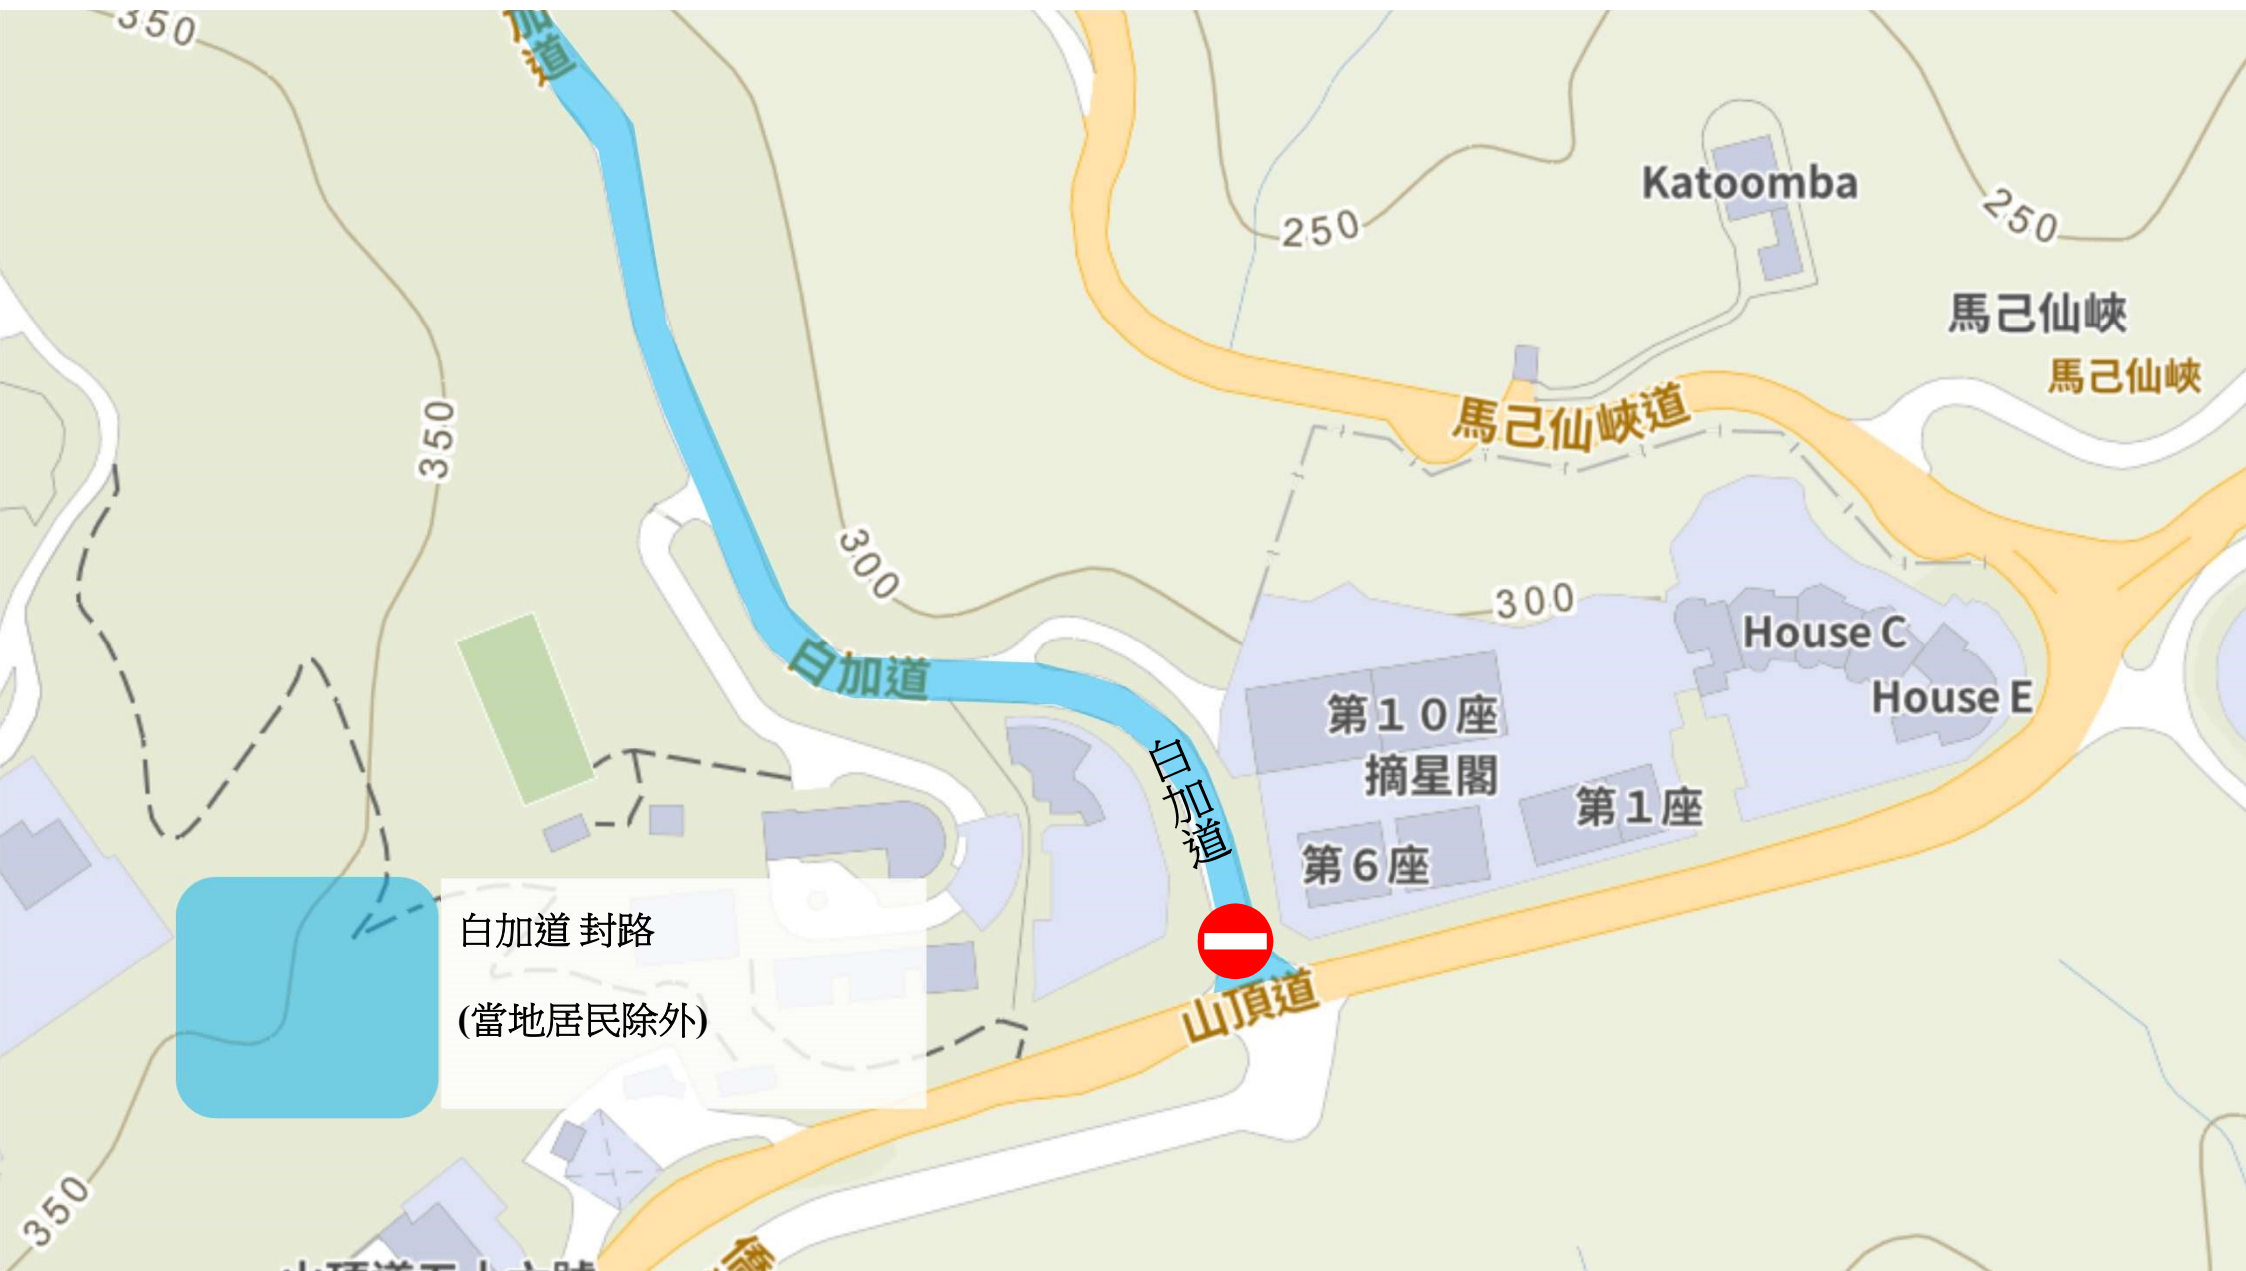 350
加道
250
Katoomba
250
馬己仙峽
馬己仙峽
350
馬己仙峽道
300
300
House C
白加道
House E
第１０座
白加道
摘星閣
第１座
第６座
白加道 封路
(當地居民除外)
山頂道
350